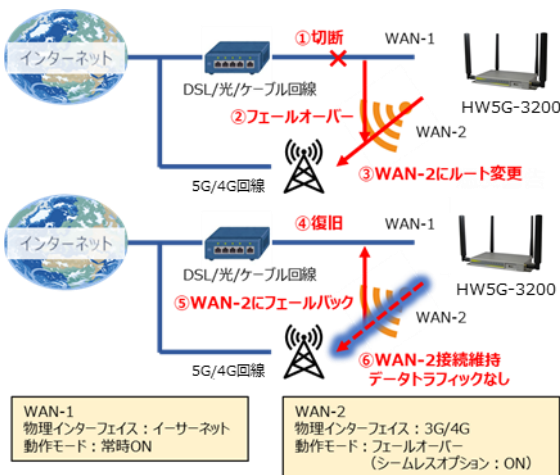 ①切断
WAN-1
インターネット
DSL/光/ケーブル回線
HW5G-3200
②フェールオーバー
WAN-2
③WAN-2にルート変更
5G/4G回線
④復旧
WAN-1
インターネット
DSL/光/ケーブル回線
HW5G-3200
⑤WAN-2にフェールバック
WAN-2
⑥WAN-2接続維持
データトラフィックなし
5G/4G回線
WAN-1
物理インターフェイス：イーサーネット
動作モード：常時ON
WAN-2
物理インターフェイス：3G/4G
動作モード：フェールオーバー
（シームレスオプション：ON）